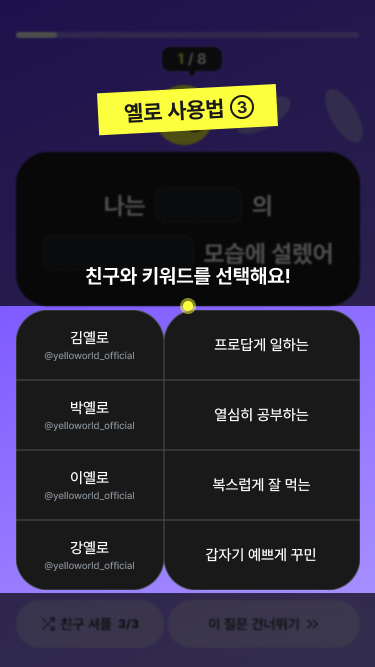 1 / 8
옐로 사용법 ③
나는 의
모습에 설렜어
친구와 키워드를 선택해요!
김옐로
@yelloworld_official
프로답게 일하는
박옐로
@yelloworld_official
열심히 공부하는
이옐로
@yelloworld_official
복스럽게 잘 먹는
강옐로
@yelloworld_official
갑자기 예쁘게 꾸민
친구 셔플 3/3
이 질문 건너뛰기 »